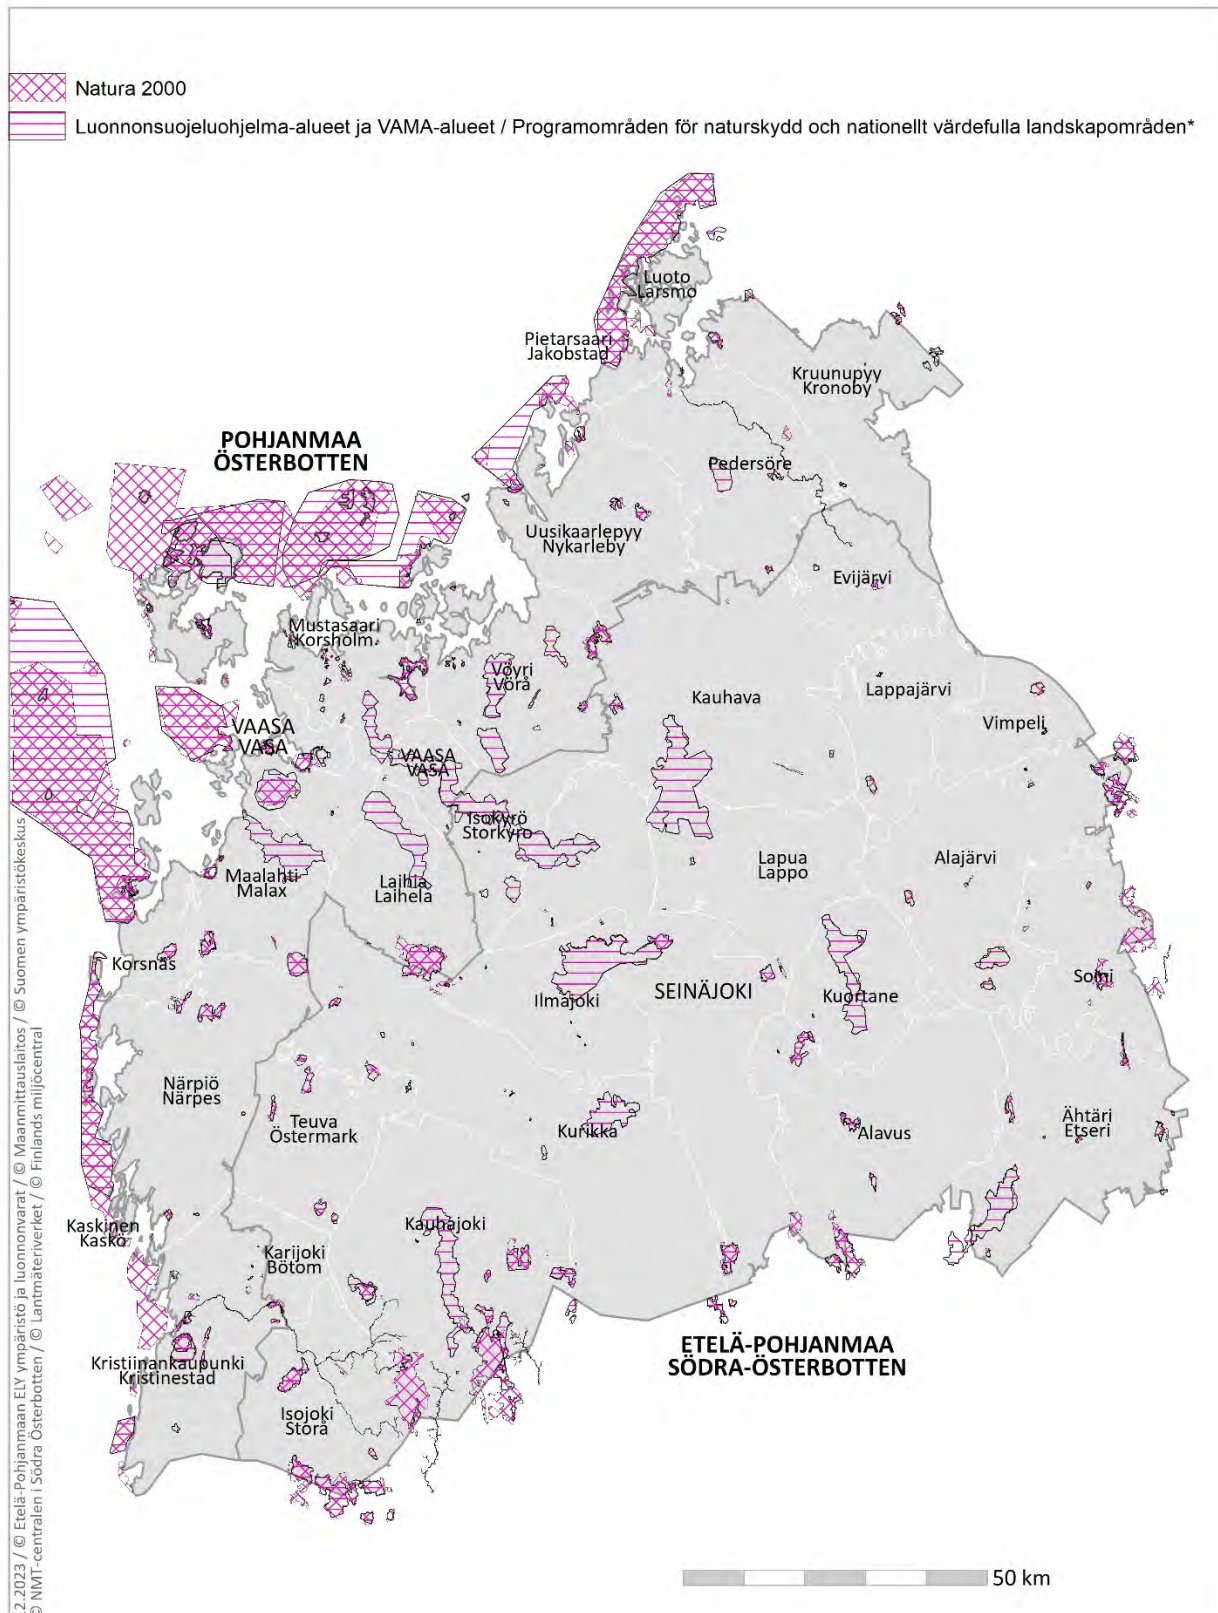 Natura 2000
Luonnonsuojeluohjelma-alueet ja VAMA-alueet / Programområden för naturskydd och nationellt värdefulla landskapområden*
Luoto
Larsmo
Pietarsaari
Jakobstad
Kruunupyy
Kronoby
POHJANMAA
ÖSTERBOTTEN
Pedersöre
Uusikaarlepyy
Nykarleby
Evijärvi
Mustasaari
Korsholm
Vöyri
Vörå
Kauhava
Lappajärvi
Vimpeli
VAASA
VASA
VAASA
VASA
Isokyrö
Storkyro
Lapua
Lappo
Alajärvi
Maalahti
Malax
Laihia
Laihela
Korsnäs
Ilmajoki
SEINÄJOKI
Kuortane
Soini
Närpiö
Närpes
Teuva
Östermark
Kurikka
Alavus
Ähtäri
Etseri
Kaskinen
Kaskö
Kauhajoki
Karijoki
Bötom
Kristiinankaupunki
Kristinestad
ETELÄ-POHJANMAA
SÖDRA-ÖSTERBOTTEN
Isojoki
Storå
50 km
.2.2023 / © Etelä-Pohjanmaan ELY ympäristö ja luonnonvarat / © Maanmittauslaitos / © Suomen ympäristökeskus
© NMT-centralen i Södra Österbotten / © Lantmäteriverket / © Finlands miljöcentral